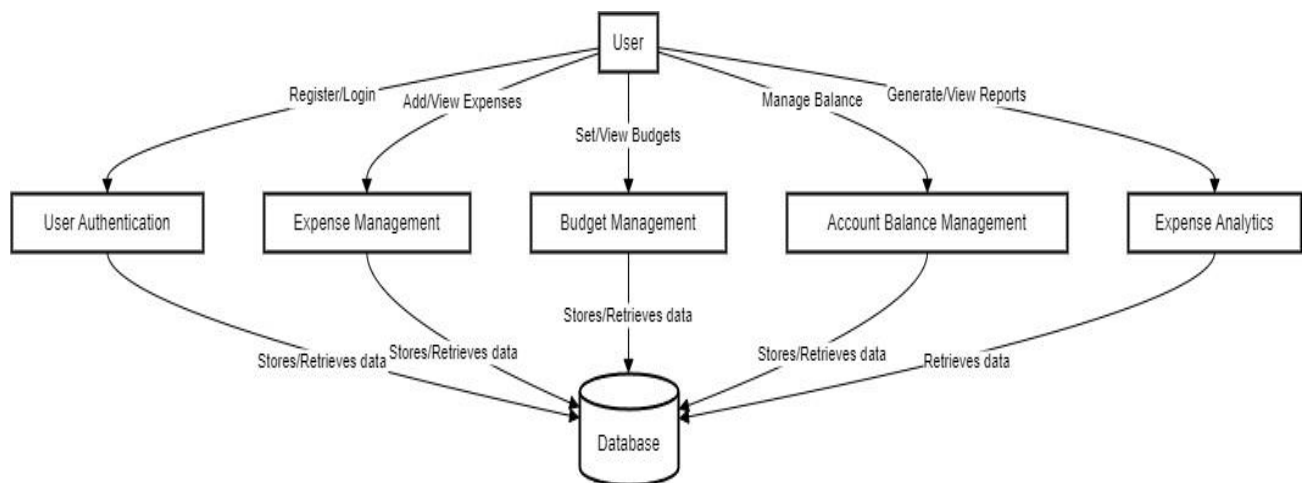 User
Register/Login
Add/View Expenses
Set/View Budgets
Manage Balance
Generate/View Reports
User Authentication
Expense Management
Budget Management
Account Balance Management
Expense Analytics
Stores/Retrieves data
Stores/Retrieves data
Stores/Retrieves data
Stores/Retrieves data
Retrieves data
Database